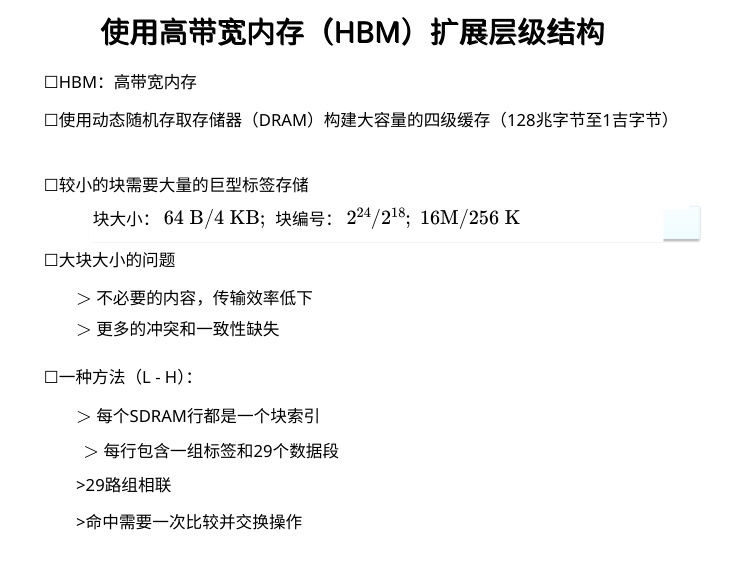 使用高带宽内存（HBM）扩展层级结构
☐HBM：高带宽内存
☐使用动态随机存取存储器（DRAM）构建大容量的四级缓存（128兆字节至1吉字节）
☐较小的块需要大量的巨型标签存储
块大小： 64 B/4 KB; 块编号： 2^24/2^18; 16M/256 K
☐大块大小的问题
> 不必要的内容，传输效率低下
> 更多的冲突和一致性缺失
☐一种方法（L - H）：
> 每个SDRAM行都是一个块索引
> 每行包含一组标签和29个数据段
>29路组相联
>命中需要一次比较并交换操作